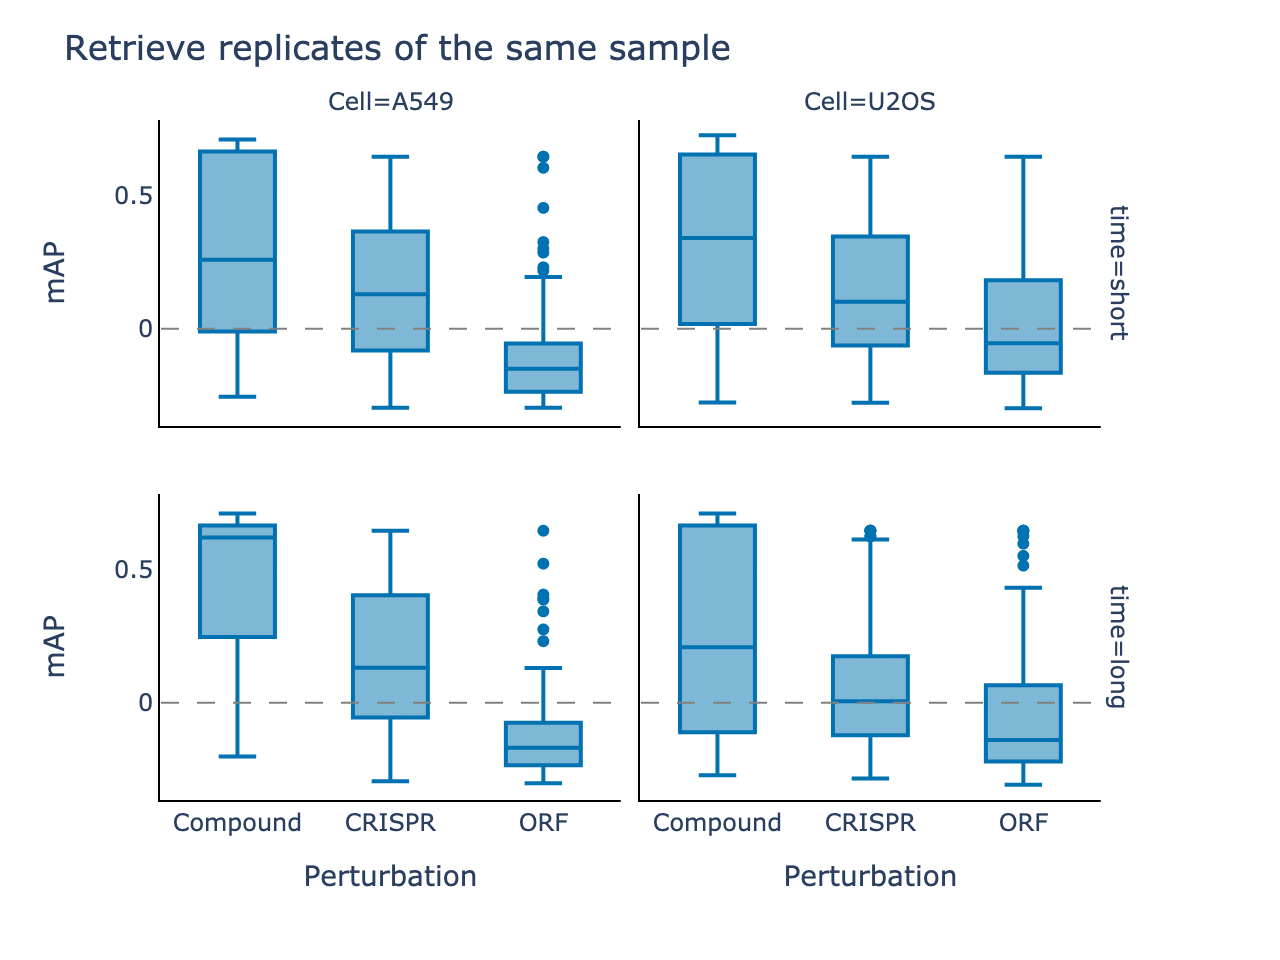 Retrieve replicates of the same sample
Cell=A549
Cell=U2OS
mAP
0.5
0
time=short
mAP
0.5
0
time=long
Compound
CRISPR
ORF
Compound
CRISPR
ORF
Perturbation
Perturbation